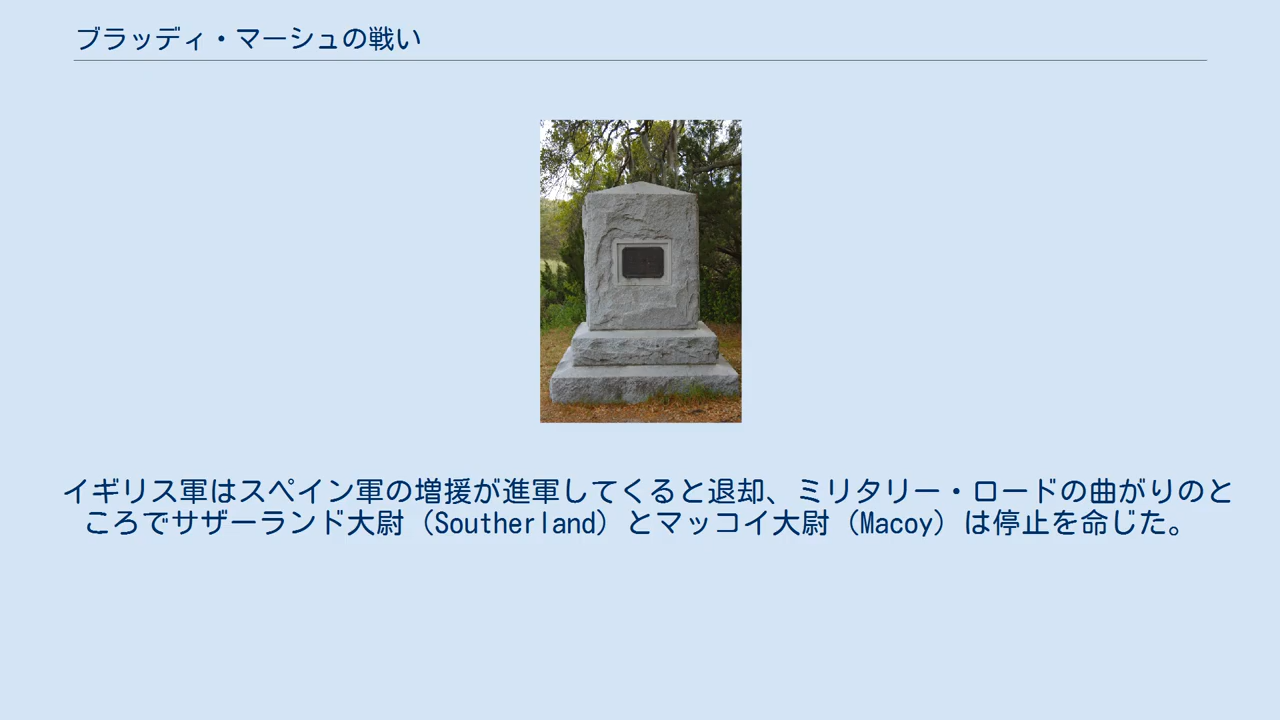 ブラッディ・マーシュの戦い
イギリス軍はスペイン軍の増援が進軍してくると退却、ミリタリー・ロードの曲がりのと
ころでサザーランド大尉（Southerland）とマッコイ大尉（Macoy）は停止を命じた。